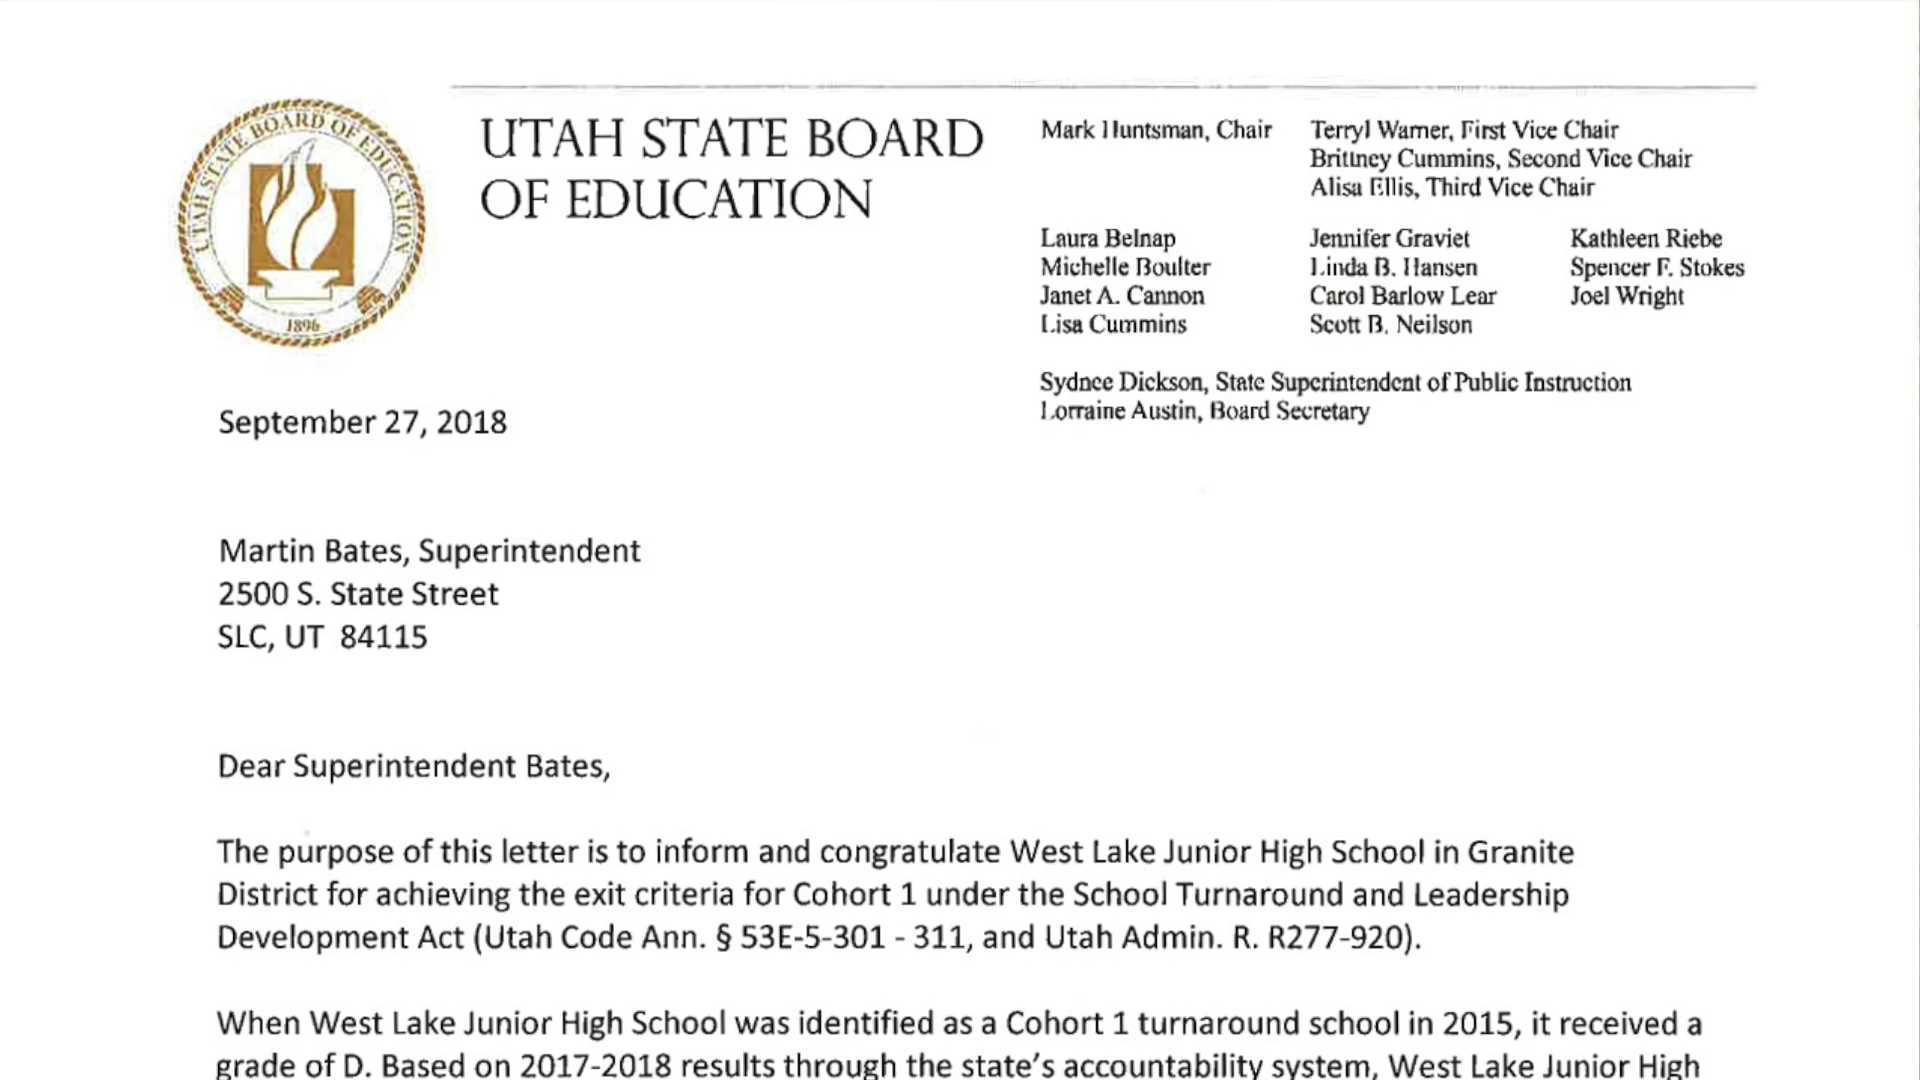 UTAH STATE BOARD OF EDUCATION
1896
UTAH STATE BOARD
OF EDUCATION
Mark Huntsman, Chair
Terryl Warner, First Vice Chair
Brittney Cummins, Second Vice Chair
Alisa Ellis, Third Vice Chair
Laura Belnap
Michelle Boulter
Janet A. Cannon
Lisa Cummins
Jennifer Graviet
Linda B. Hansen
Carol Barlow Lear
Scott B. Neilson
Kathleen Riebe
Spencer F. Stokes
Joel Wright
Sydnee Dickson, State Superintendent of Public Instruction
Lorraine Austin, Board Secretary
September 27, 2018
Martin Bates, Superintendent
2500 S. State Street
SLC, UT 84115
Dear Superintendent Bates,
The purpose of this letter is to inform and congratulate West Lake Junior High School in Granite
District for achieving the exit criteria for Cohort 1 under the School Turnaround and Leadership
Development Act (Utah Code Ann. § 53E-5-301 - 311, and Utah Admin. R. R277-920).
When West Lake Junior High School was identified as a Cohort 1 turnaround school in 2015, it received a
grade of D. Based on 2017-2018 results through the state's accountability system, West Lake Junior High